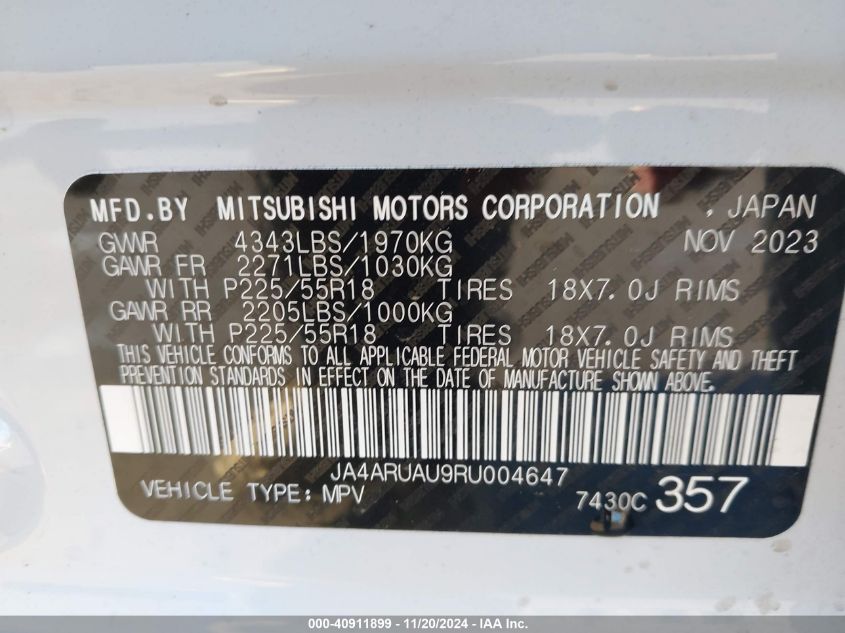 MFD.BY MITSUBISHI MOTORS CORPORATION , JAPAN
GVWR 4343LBS/1970KG NOV 2023
GAWR FR 2271LBS/1030KG
WITH P225/55R18 TIRES 18X7.0J RIMS
GAWR RR 2205LBS/1000KG
WITH P225/55R18 TIRES 18X7.0J RIMS
THIS VEHICLE CONFORMS TO ALL APPLICABLE FEDERAL MOTOR VEHICLE SAFETY AND THEFT
PREVENTION STANDARDS IN EFFECT ON THE DATE OF MANUFACTURE SHOWN ABOVE.
JA4ARUAU9RU004647
VEHICLE TYPE: MPV 7430C 357
000-40911899 - 11/20/2024 - IAA Inc.